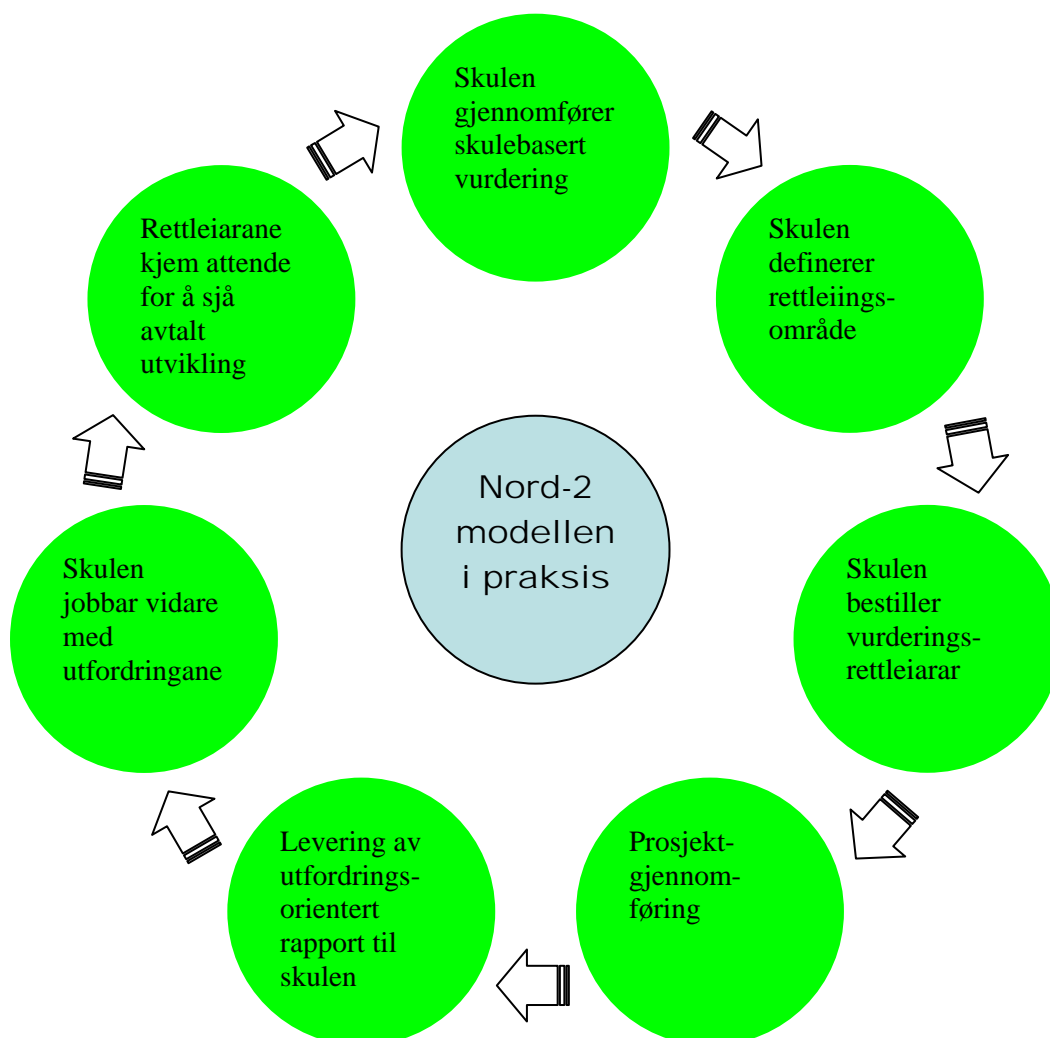 Skulen
gjennomfører
skulebasert
vurdering
Skulen
definerer
rettleiings-
område
Skulen
bestiller
vurderings-
rettleiarar
Prosjekt-
gjennom-
føring
Levering av
utfordrings-
orientert
rapport til
skulen
Skulen
jobbar vidare
med
utfordringane
Rettleiarane
kjem attende
for å sjå
avtalt
utvikling
Nord-2
modellen
i praksis